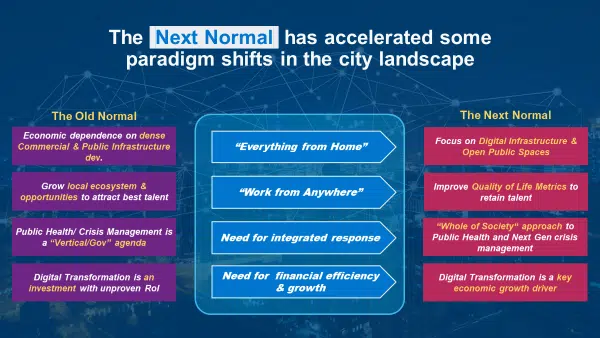 The Next Normal has accelerated some
paradigm shifts in the city landscape
The Old Normal
Economic dependence on dense
Commercial & Public Infrastructure
dev.
Grow local ecosystem &
opportunities to attract best talent
Public Health/ Crisis Management is
a “Vertical/Gov” agenda
Digital Transformation is an
investment with unproven RoI
“Everything from Home”
“Work from Anywhere”
Need for integrated response
Need for financial efficiency
& growth
The Next Normal
Focus on Digital Infrastructure &
Open Public Spaces
Improve Quality of Life Metrics to
retain talent
“Whole of Society” approach to
Public Health and Next Gen crisis
management
Digital Transformation is a key
economic growth driver